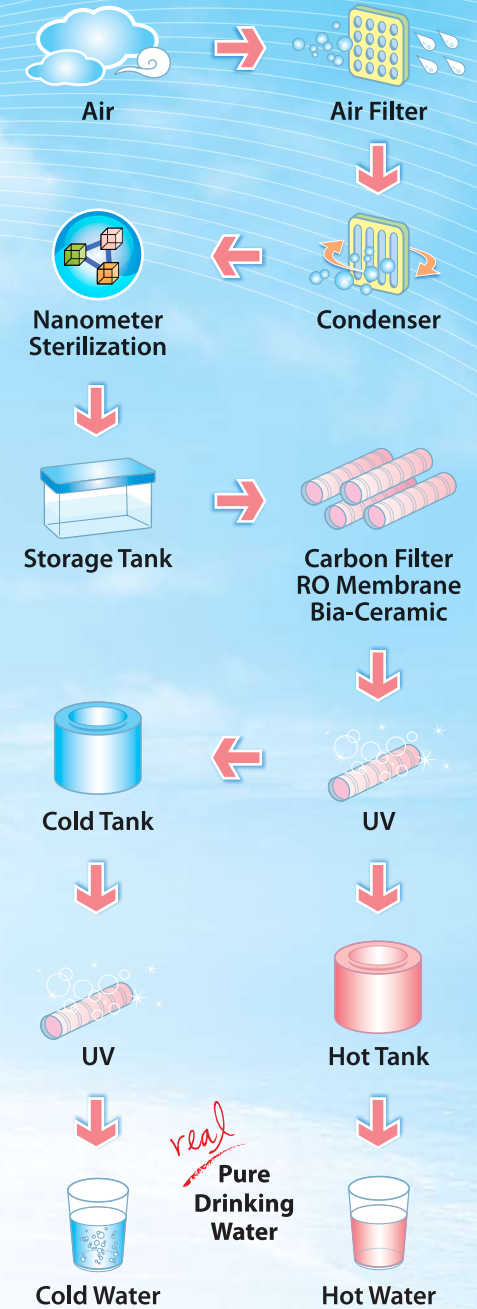 Air
Air Filter
Condenser
Nanometer
Sterilization
Storage Tank
Carbon Filter
RO Membrane
Bia-Ceramic
UV
Cold Tank
UV
Hot Tank
real
Pure
Drinking
Water
Cold Water
Hot Water